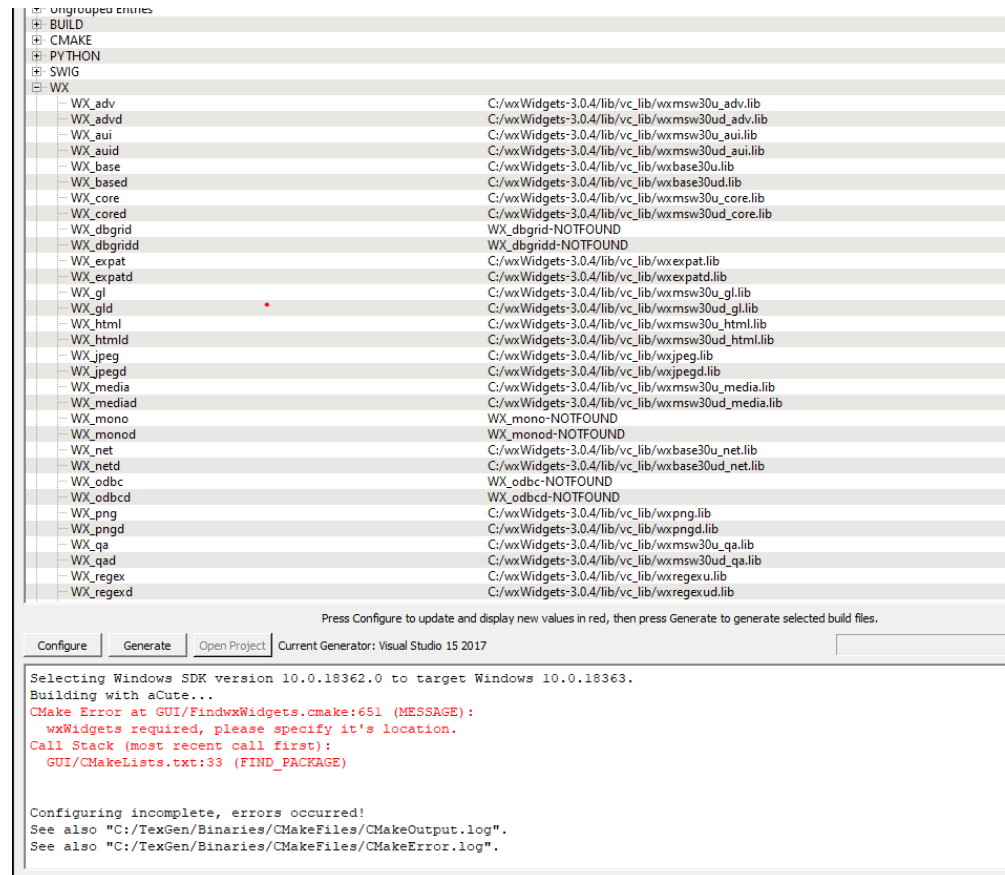 Ungrouped Entries
BUILD
CMAKE
PYTHON
SWIG
WX
WX_adv C:/wxWidgets-3.0.4/lib/vc_lib/wxmsw30u_adv.lib
WX_advd C:/wxWidgets-3.0.4/lib/vc_lib/wxmsw30ud_adv.lib
WX_aui C:/wxWidgets-3.0.4/lib/vc_lib/wxmsw30u_aui.lib
WX_auid C:/wxWidgets-3.0.4/lib/vc_lib/wxmsw30ud_aui.lib
WX_base C:/wxWidgets-3.0.4/lib/vc_lib/wxbase30u.lib
WX_based C:/wxWidgets-3.0.4/lib/vc_lib/wxbase30ud.lib
WX_core C:/wxWidgets-3.0.4/lib/vc_lib/wxmsw30u_core.lib
WX_cored C:/wxWidgets-3.0.4/lib/vc_lib/wxmsw30ud_core.lib
WX_dbgrid WX_dbgrid-NOTFOUND
WX_dbgridd WX_dbgridd-NOTFOUND
WX_expat C:/wxWidgets-3.0.4/lib/vc_lib/wxexpat.lib
WX_expatd C:/wxWidgets-3.0.4/lib/vc_lib/wxexpatd.lib
WX_gl C:/wxWidgets-3.0.4/lib/vc_lib/wxmsw30u_gl.lib
WX_gld C:/wxWidgets-3.0.4/lib/vc_lib/wxmsw30ud_gl.lib
WX_html C:/wxWidgets-3.0.4/lib/vc_lib/wxmsw30u_html.lib
WX_htmld C:/wxWidgets-3.0.4/lib/vc_lib/wxmsw30ud_html.lib
WX_jpeg C:/wxWidgets-3.0.4/lib/vc_lib/wxjpeg.lib
WX_jpegd C:/wxWidgets-3.0.4/lib/vc_lib/wxjpegd.lib
WX_media C:/wxWidgets-3.0.4/lib/vc_lib/wxmsw30u_media.lib
WX_mediad C:/wxWidgets-3.0.4/lib/vc_lib/wxmsw30ud_media.lib
WX_mono WX_mono-NOTFOUND
WX_monod WX_monod-NOTFOUND
WX_net C:/wxWidgets-3.0.4/lib/vc_lib/wxbase30u_net.lib
WX_netd C:/wxWidgets-3.0.4/lib/vc_lib/wxbase30ud_net.lib
WX_odbc WX_odbc-NOTFOUND
WX_odbcd WX_odbcd-NOTFOUND
WX_png C:/wxWidgets-3.0.4/lib/vc_lib/wxpng.lib
WX_pngd C:/wxWidgets-3.0.4/lib/vc_lib/wxpngd.lib
WX_qa C:/wxWidgets-3.0.4/lib/vc_lib/wxmsw30u_qa.lib
WX_qad C:/wxWidgets-3.0.4/lib/vc_lib/wxmsw30ud_qa.lib
WX_regex C:/wxWidgets-3.0.4/lib/vc_lib/wxregexu.lib
WX_regexd C:/wxWidgets-3.0.4/lib/vc_lib/wxregexud.lib
Press Configure to update and display new values in red, then press Generate to generate selected build files.
Configure Generate Open Project Current Generator: Visual Studio 15 2017
Selecting Windows SDK version 10.0.18362.0 to target Windows 10.0.18363.
Building with aCute...
CMake Error at GUI/FindwxWidgets.cmake:651 (MESSAGE):
wxWidgets required, please specify it's location.
Call Stack (most recent call first):
GUI/CMakeLists.txt:33 (FIND_PACKAGE)
Configuring incomplete, errors occurred!
See also "C:/TexGen/Binaries/CMakeFiles/CMakeOutput.log".
See also "C:/TexGen/Binaries/CMakeFiles/CMakeError.log".